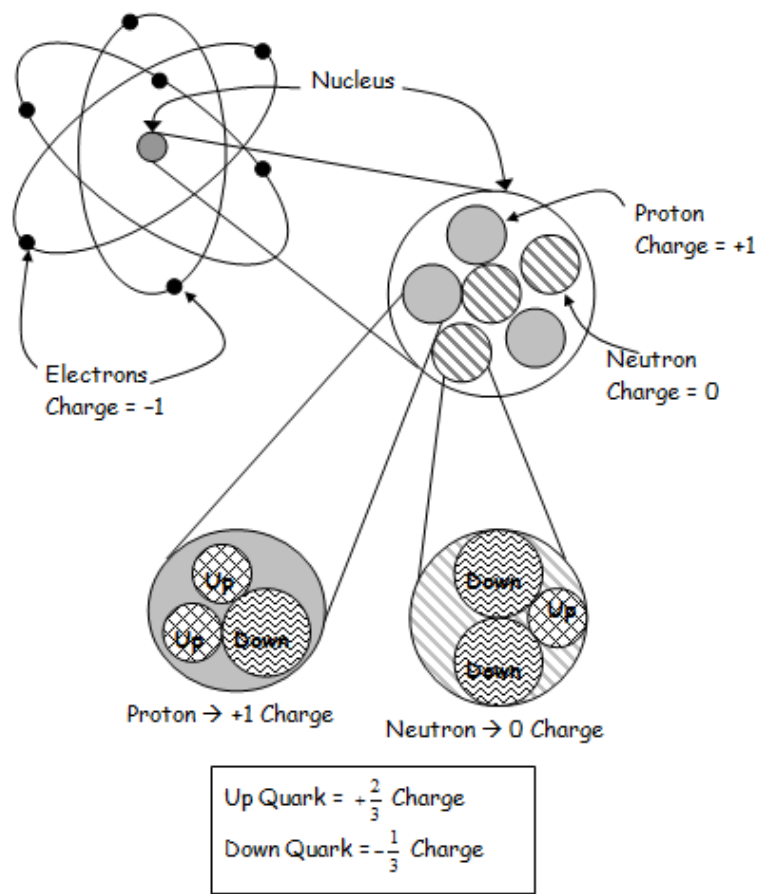 Nucleus
Proton
Charge = +1
Neutron
Charge = 0
Electrons
Charge = –1
Up
Up
Down
Down
Up
Down
Proton → +1 Charge
Neutron → 0 Charge
Up Quark = +2/3 Charge
Down Quark = -1/3 Charge